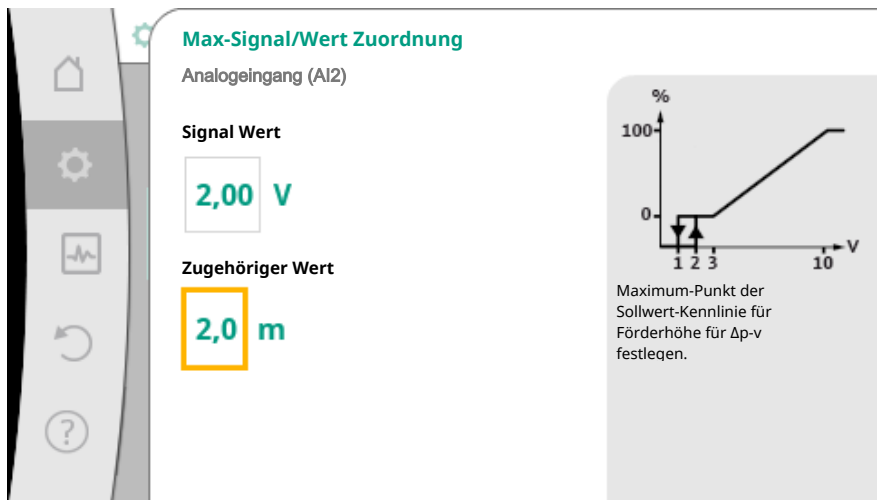 Max-Signal/Wert Zuordnung
Analogeingang (AI2)
Signal Wert
2,00 V
Zugehöriger Wert
2,0 m
%
100
0
1 2 3 10 V
Maximum-Punkt der
Sollwert-Kennlinie für
Förderhöhe für Δp-v
festlegen.
?